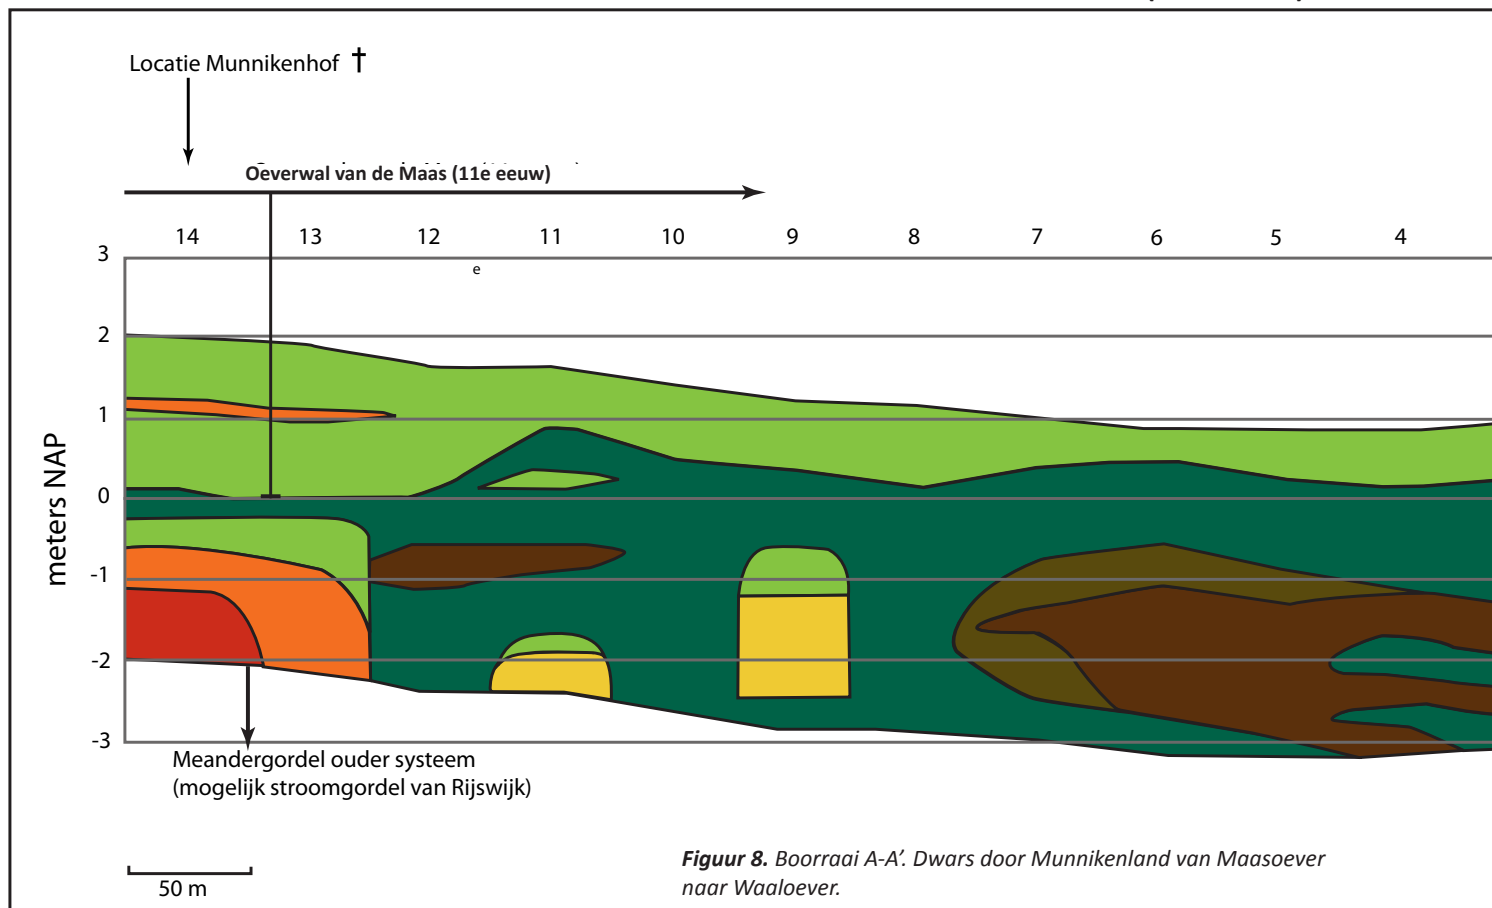 Locatie Munnikenhof †
Oeverwal van de Maas (11e eeuw)
14 13 12 11 10 9 8 7 6 5 4
e
3
2
1
0
-1
-2
-3
meters NAP
Meandergordel ouder systeem
(mogelijk stroomgordel van Rijswijk)
50 m
Figuur 8. Boorraai A-A’. Dwars door Munnikenland van Maasoever
naar Waaloever.